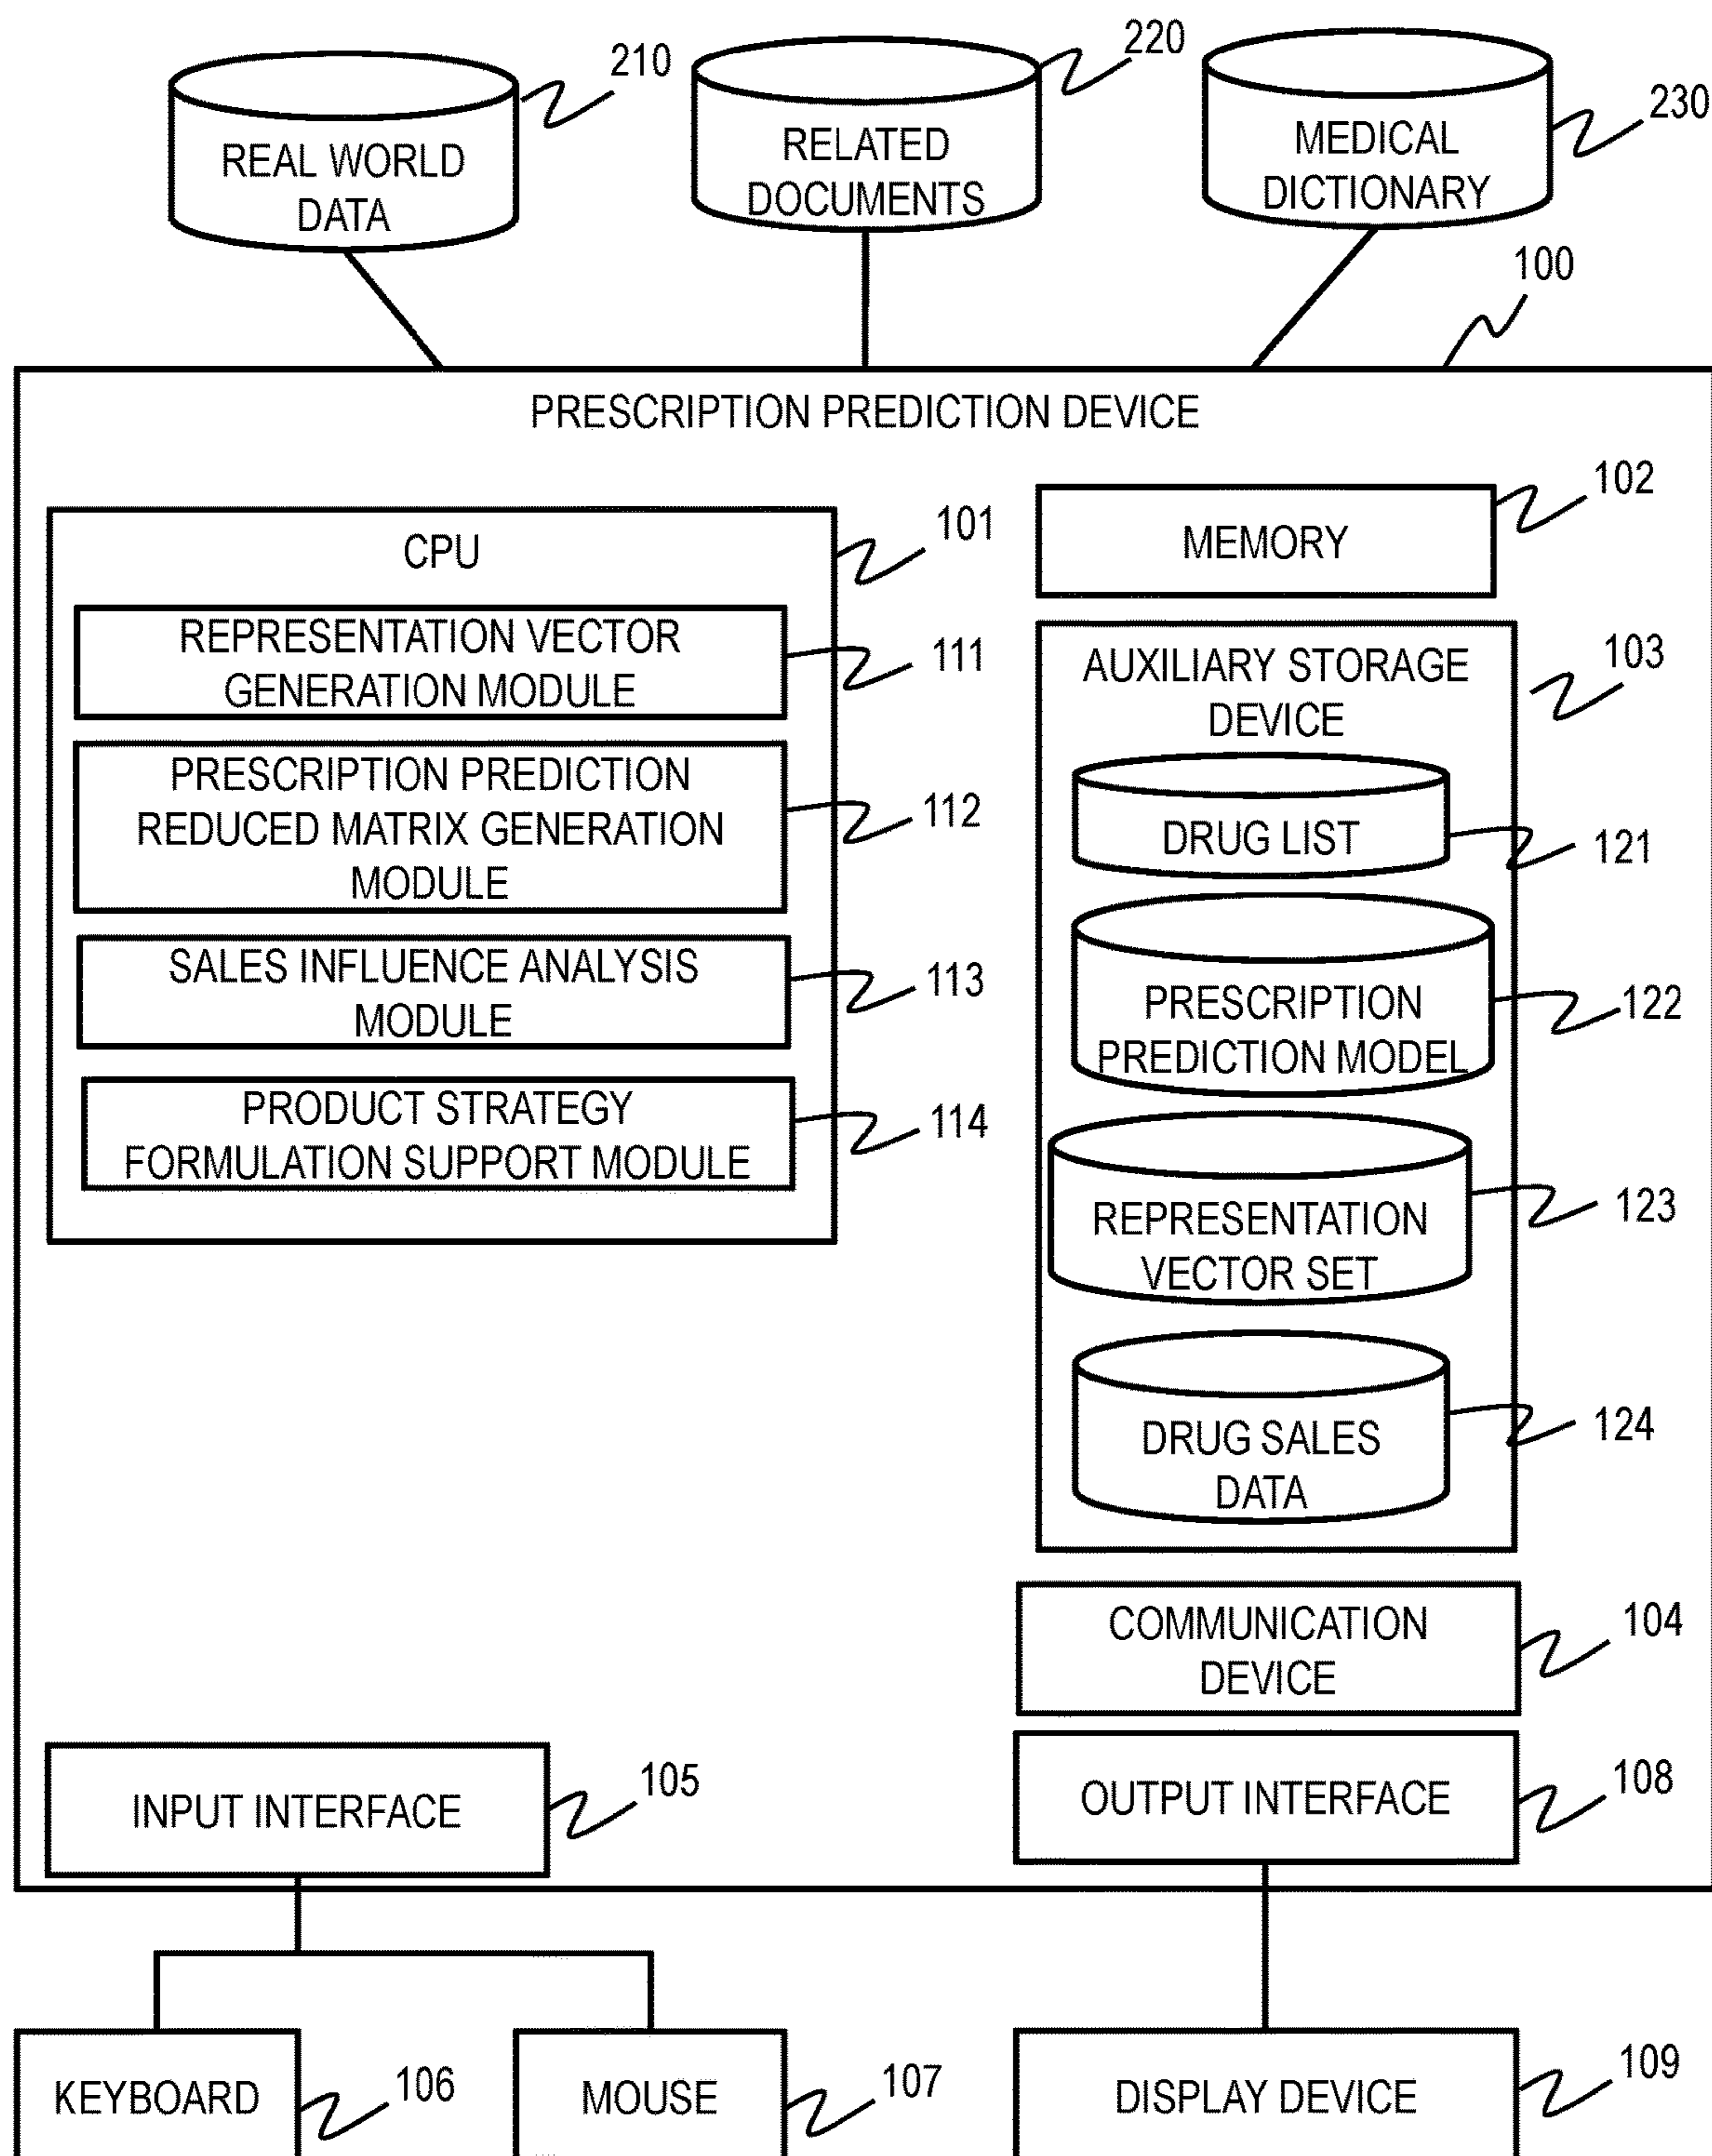 210
REAL WORLD
DATA
220
RELATED
DOCUMENTS
230
MEDICAL
DICTIONARY
100
PRESCRIPTION PREDICTION DEVICE
101
CPU
REPRESENTATION VECTOR
GENERATION MODULE
111
PRESCRIPTION PREDICTION
REDUCED MATRIX GENERATION
MODULE
112
SALES INFLUENCE ANALYSIS
MODULE
113
PRODUCT STRATEGY
FORMULATION SUPPORT MODULE
114
102
MEMORY
103
AUXILIARY STORAGE
DEVICE
DRUG LIST
121
PRESCRIPTION
PREDICTION MODEL
122
REPRESENTATION
VECTOR SET
123
DRUG SALES
DATA
124
COMMUNICATION
DEVICE
104
INPUT INTERFACE
105
OUTPUT INTERFACE
108
KEYBOARD
106
MOUSE
107
DISPLAY DEVICE
109